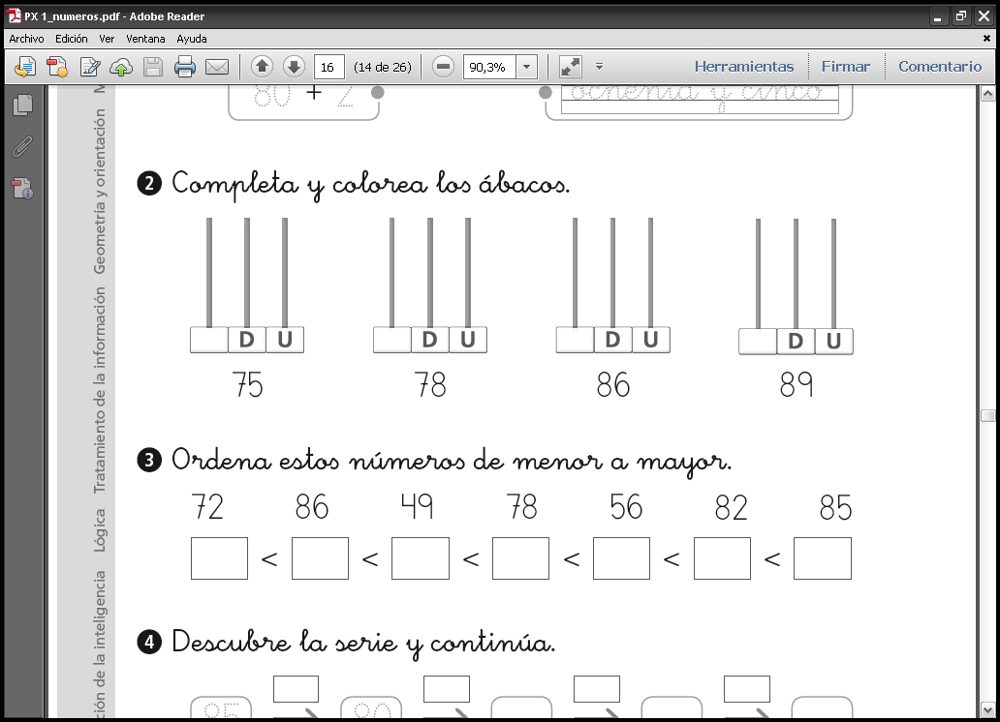 PX 1_numeros.pdf - Adobe Reader
Archivo Edición Ver Ventana Ayuda
16 (14 de 26) 90,3% Herramientas Firmar Comentario
80 + 2 ochenta y cinco
2 Completa y colorea los ábacos.
D U D U D U D U
75 78 86 89
3 Ordena estos números de menor a mayor.
72 86 49 78 56 82 85
< < < < < <
4 Descubre la serie y continúa.
85 80
Geometría y orientación
Tratamiento de la información
Lógica
ción de la inteligencia